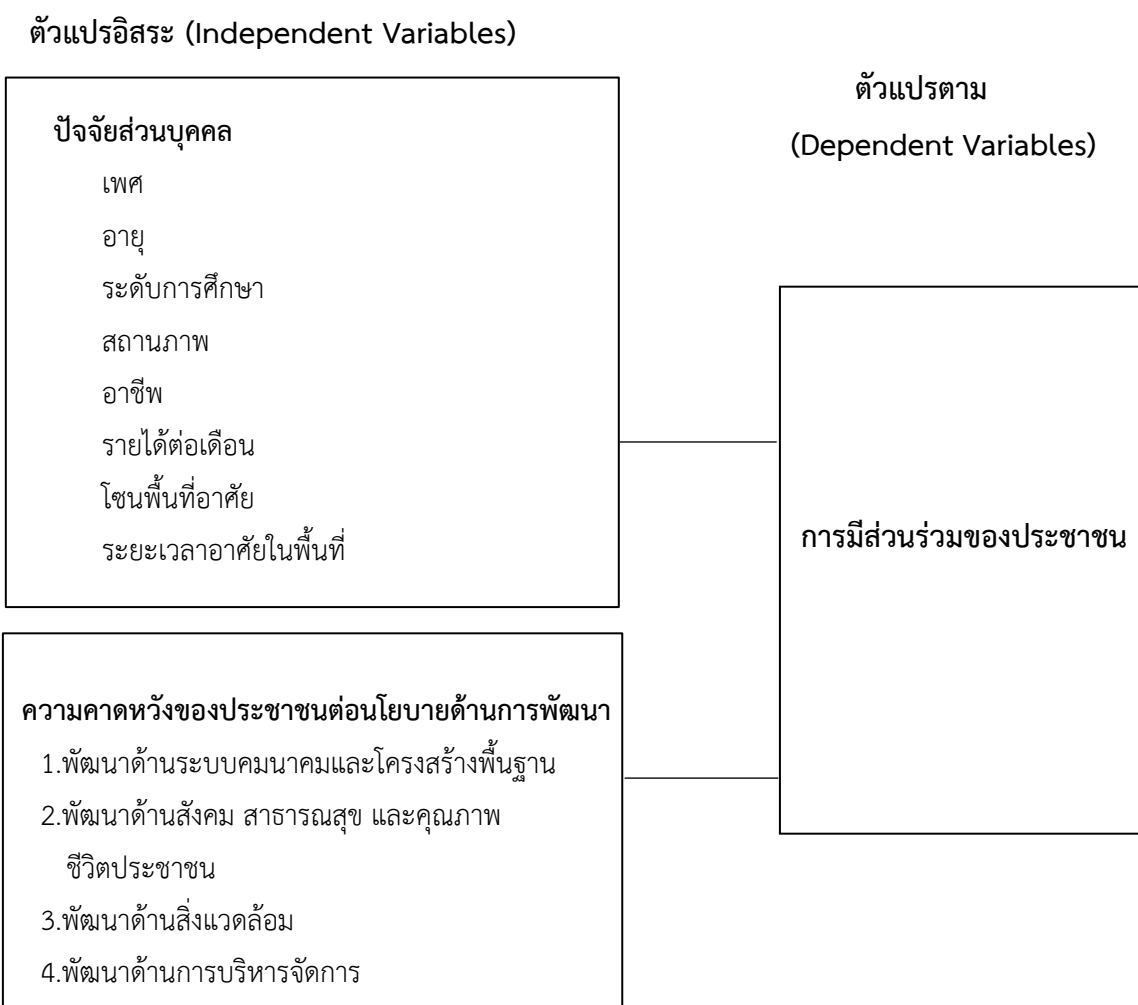 ตัวแปรอิสระ (Independent Variables)
ปัจจัยส่วนบุคคล
เพศ
อายุ
ระดับการศึกษา
สถานภาพ
อาชีพ
รายได้ต่อเดือน
โซนพื้นที่อาศัย
ระยะเวลาอาศัยในพื้นที่
ความคาดหวังของประชาชนต่อนโยบายด้านการพัฒนา
1.พัฒนาด้านระบบคมนาคมและโครงสร้างพื้นฐาน
2.พัฒนาด้านสังคม สาธารณสุข และคุณภาพ
ชีวิตประชาชน
3.พัฒนาด้านสิ่งแวดล้อม
4.พัฒนาด้านการบริหารจัดการ
ตัวแปรตาม
(Dependent Variables)
การมีส่วนร่วมของประชาชน